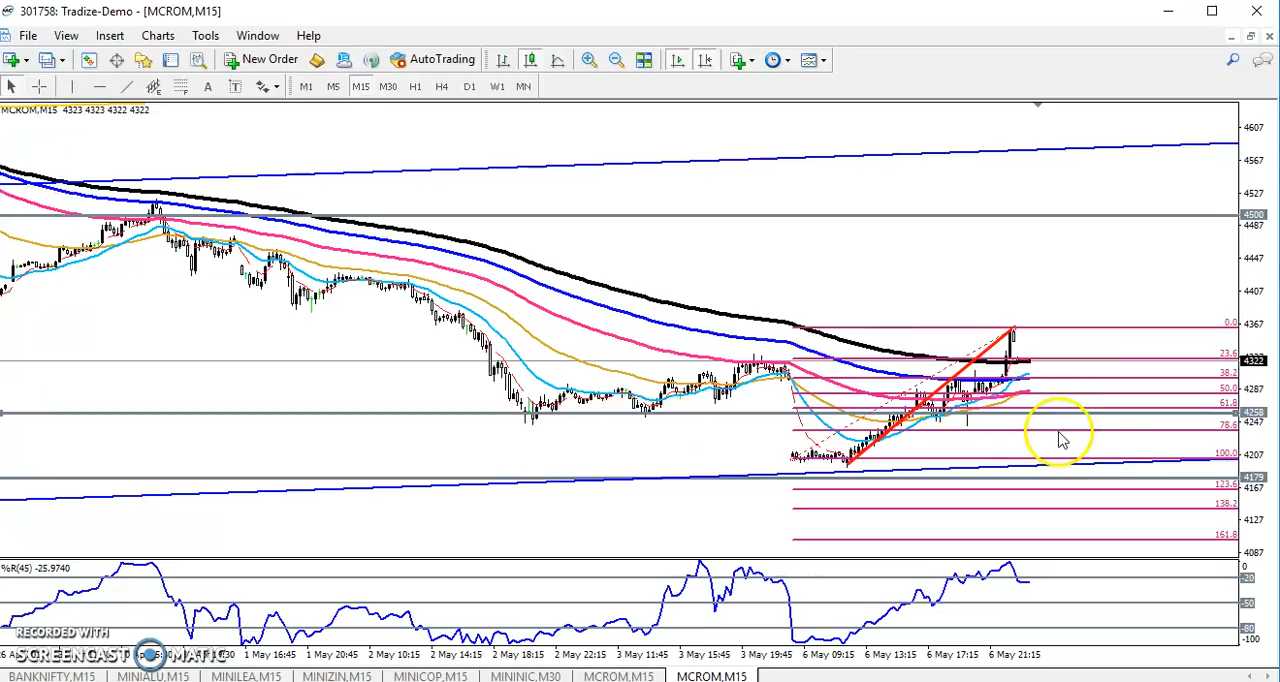 301758: Tradize-Demo - [MCROM,M15]
File View Insert Charts Tools Window Help
New Order AutoTrading
M1 M5 M15 M30 H1 H4 D1 W1 MN
MCROM,M15 4323 4323 4322 4322
4607
4567
4527
4500
4487
4447
4407
0.0
4367
23.6
4322
38.2
50.0 4287
61.8
4258
78.6 4247
100.0 4207
4179
123.6 4167
138.2
4127
161.8
4087
%R(45) -25.9740
0
-20
-50
-80
-100
RECORDED WITH
SCREENCAST MATIC
1 May 16:45 1 May 20:45 2 May 10:15 2 May 14:15 2 May 18:15 2 May 22:15 3 May 11:45 3 May 15:45 3 May 19:45 6 May 09:15 6 May 13:15 6 May 17:15 6 May 21:15
BANKNIFTY,M15 MINIALU,M15 MINILEA,M15 MINIZIN,M15 MINICOP,M15 MININIC,M30 MCROM,M15 MCROM,M15